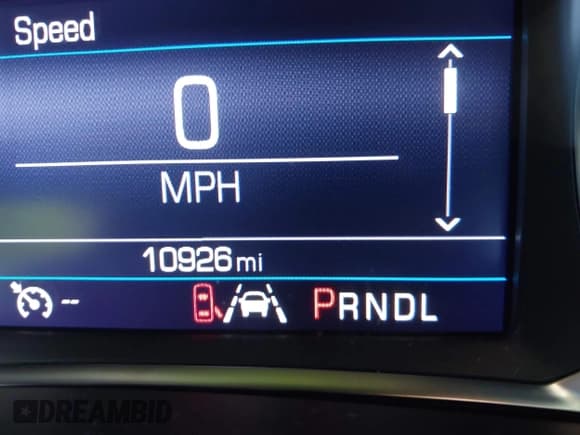 Speed
0
MPH
10926 mi
--
PRNDL
DREAMBID